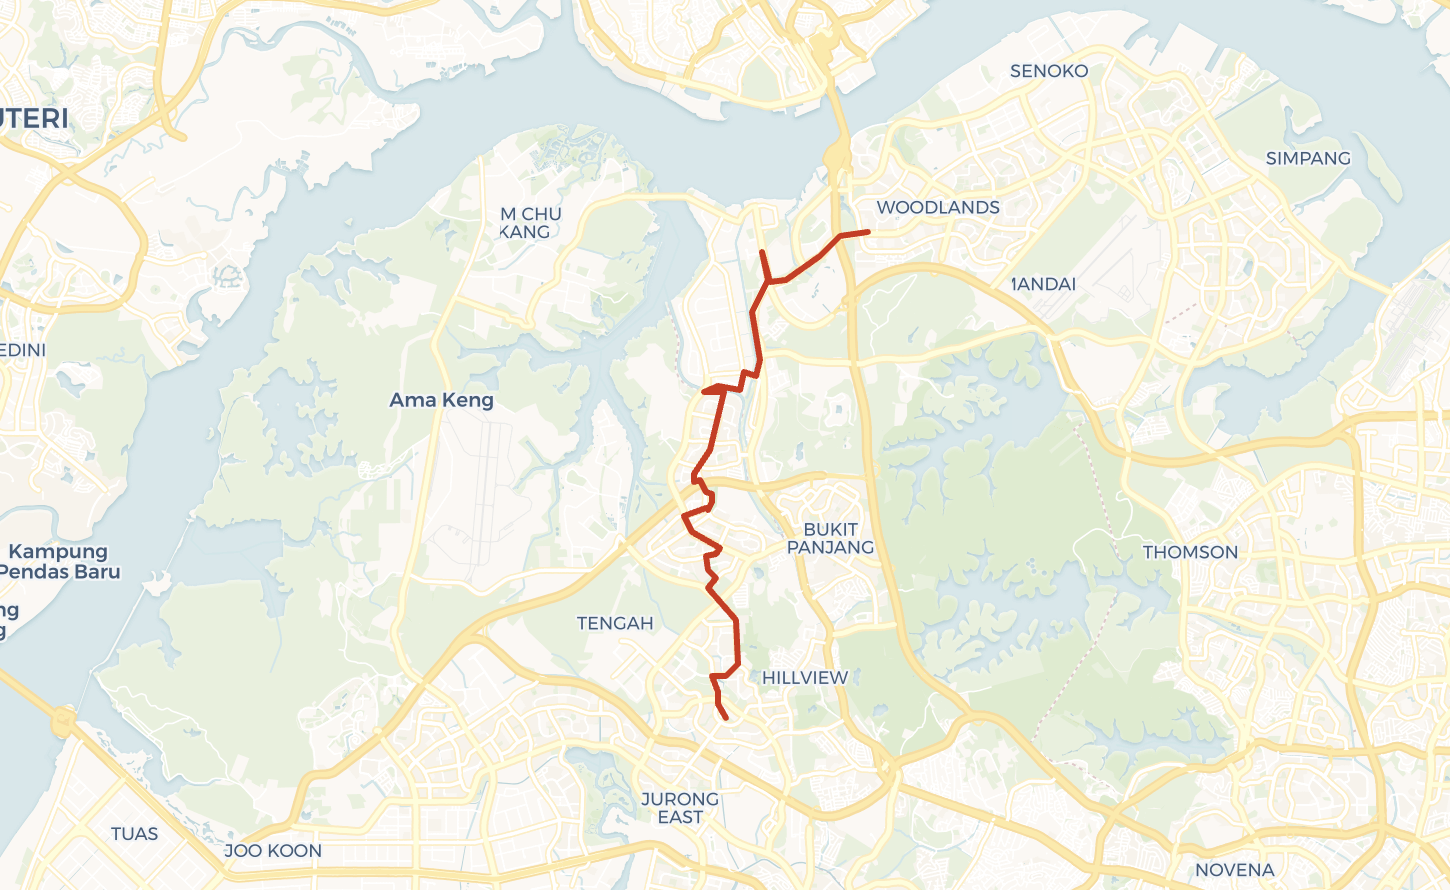 SENOKO
UTERI
SIMPANG
WOODLANDS
M CHU
KANG
MANDAI
EDINI
Ama Keng
BUKIT
PANJANG
THOMSON
Kampung
Pendas Baru
ng
g
TENGAH
HILLVIEW
JURONG
EAST
TUAS
JOO KOON
NOVENA